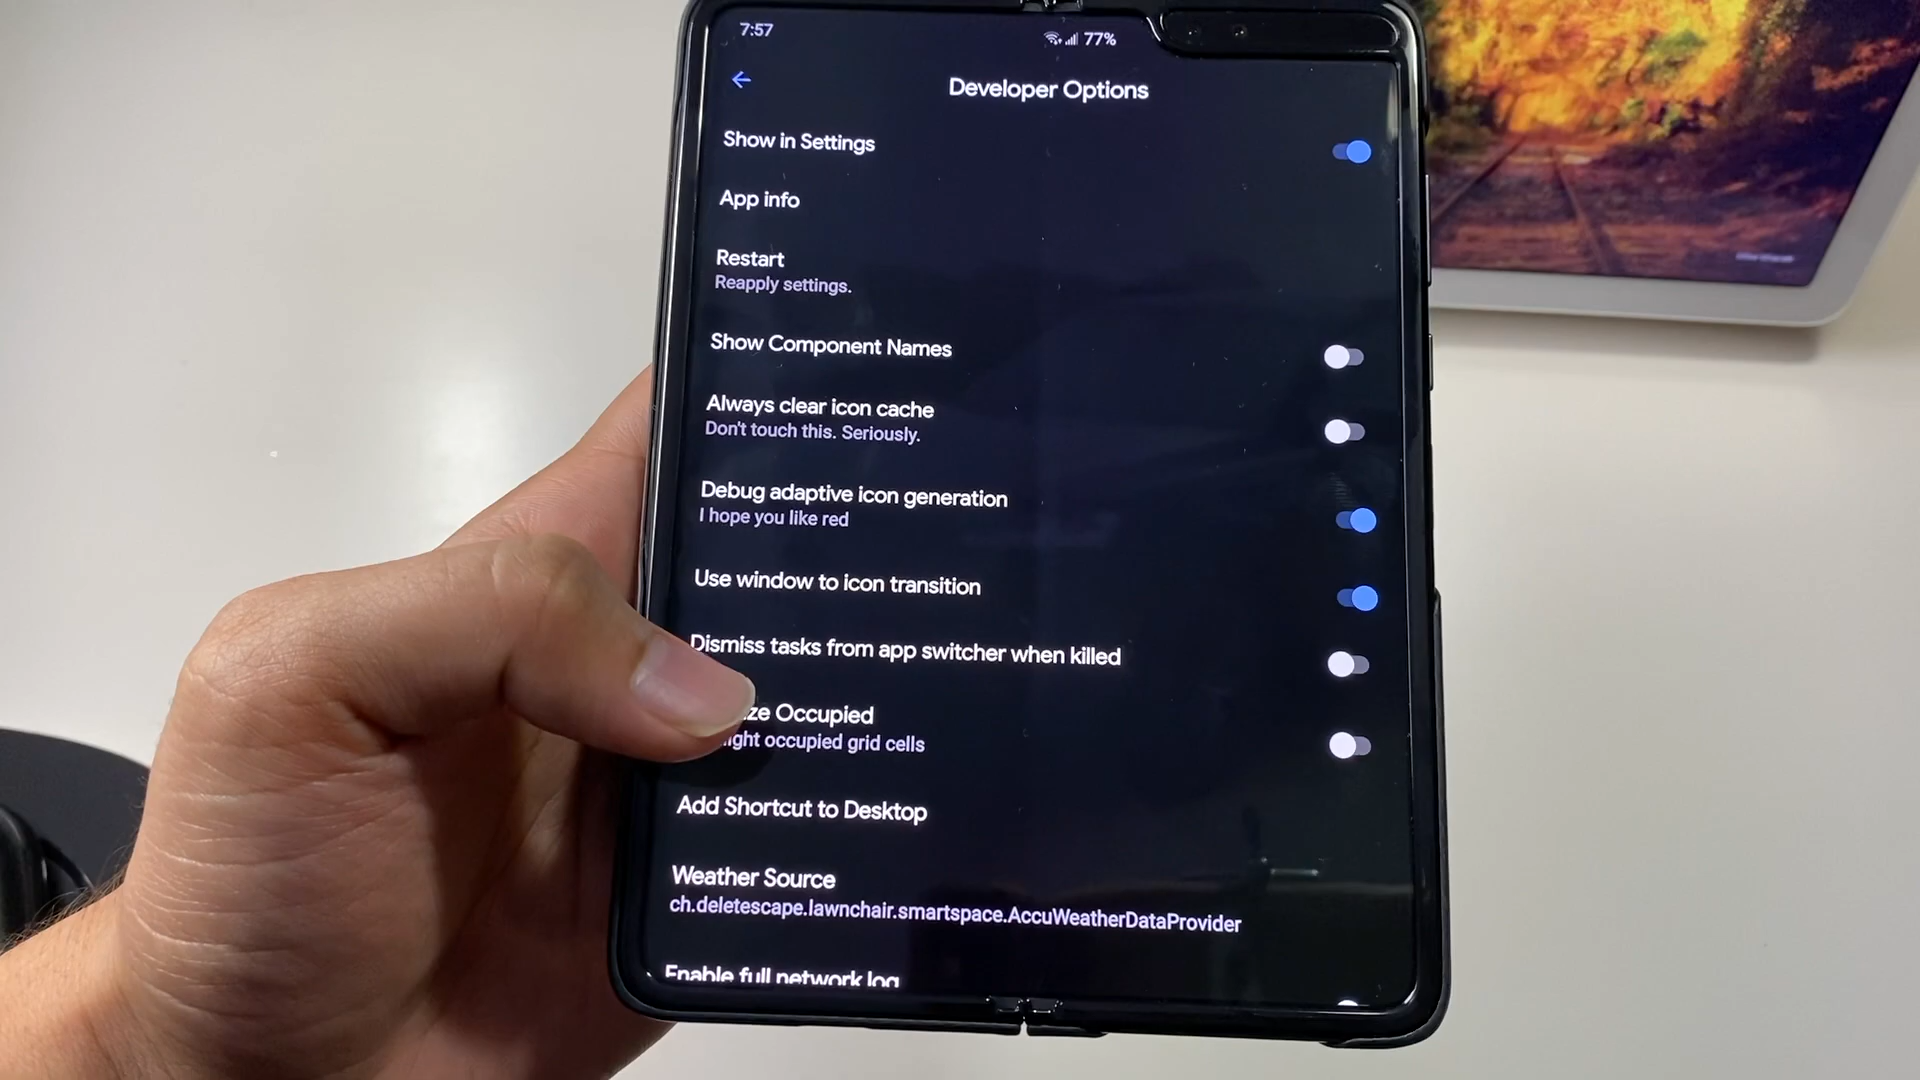 7:57
77%
Developer Options
Show in Settings
App info
Restart
Reapply settings.
Show Component Names
Always clear icon cache
Don't touch this. Seriously.
Debug adaptive icon generation
I hope you like red
Use window to icon transition
Dismiss tasks from app switcher when killed
Occupied
occupied grid cells
Add Shortcut to Desktop
Weather Source
ch.deletescape.lawnchair.smartspace.AccuWeatherDataProvider
Enable full network log